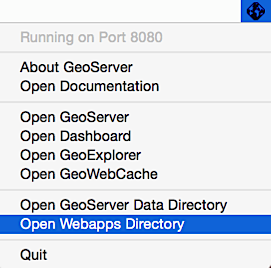 Running on Port 8080
About GeoServer
Open Documentation
Open GeoServer
Open Dashboard
Open GeoExplorer
Open GeoWebCache
Open GeoServer Data Directory
Open Webapps Directory
Quit